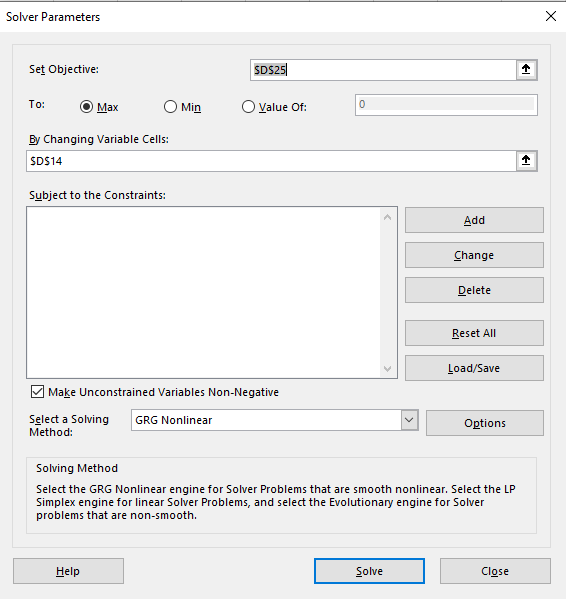 Solver Parameters
Set Objective:
$D$25
To:
Max
Min
Value Of:
0
By Changing Variable Cells:
$D$14
Subject to the Constraints:
Add
Change
Delete
Reset All
Load/Save
Make Unconstrained Variables Non-Negative
Select a Solving
Method:
GRG Nonlinear
Options
Solving Method
Select the GRG Nonlinear engine for Solver Problems that are smooth nonlinear. Select the LP
Simplex engine for linear Solver Problems, and select the Evolutionary engine for Solver
problems that are non-smooth.
Help
Solve
Close